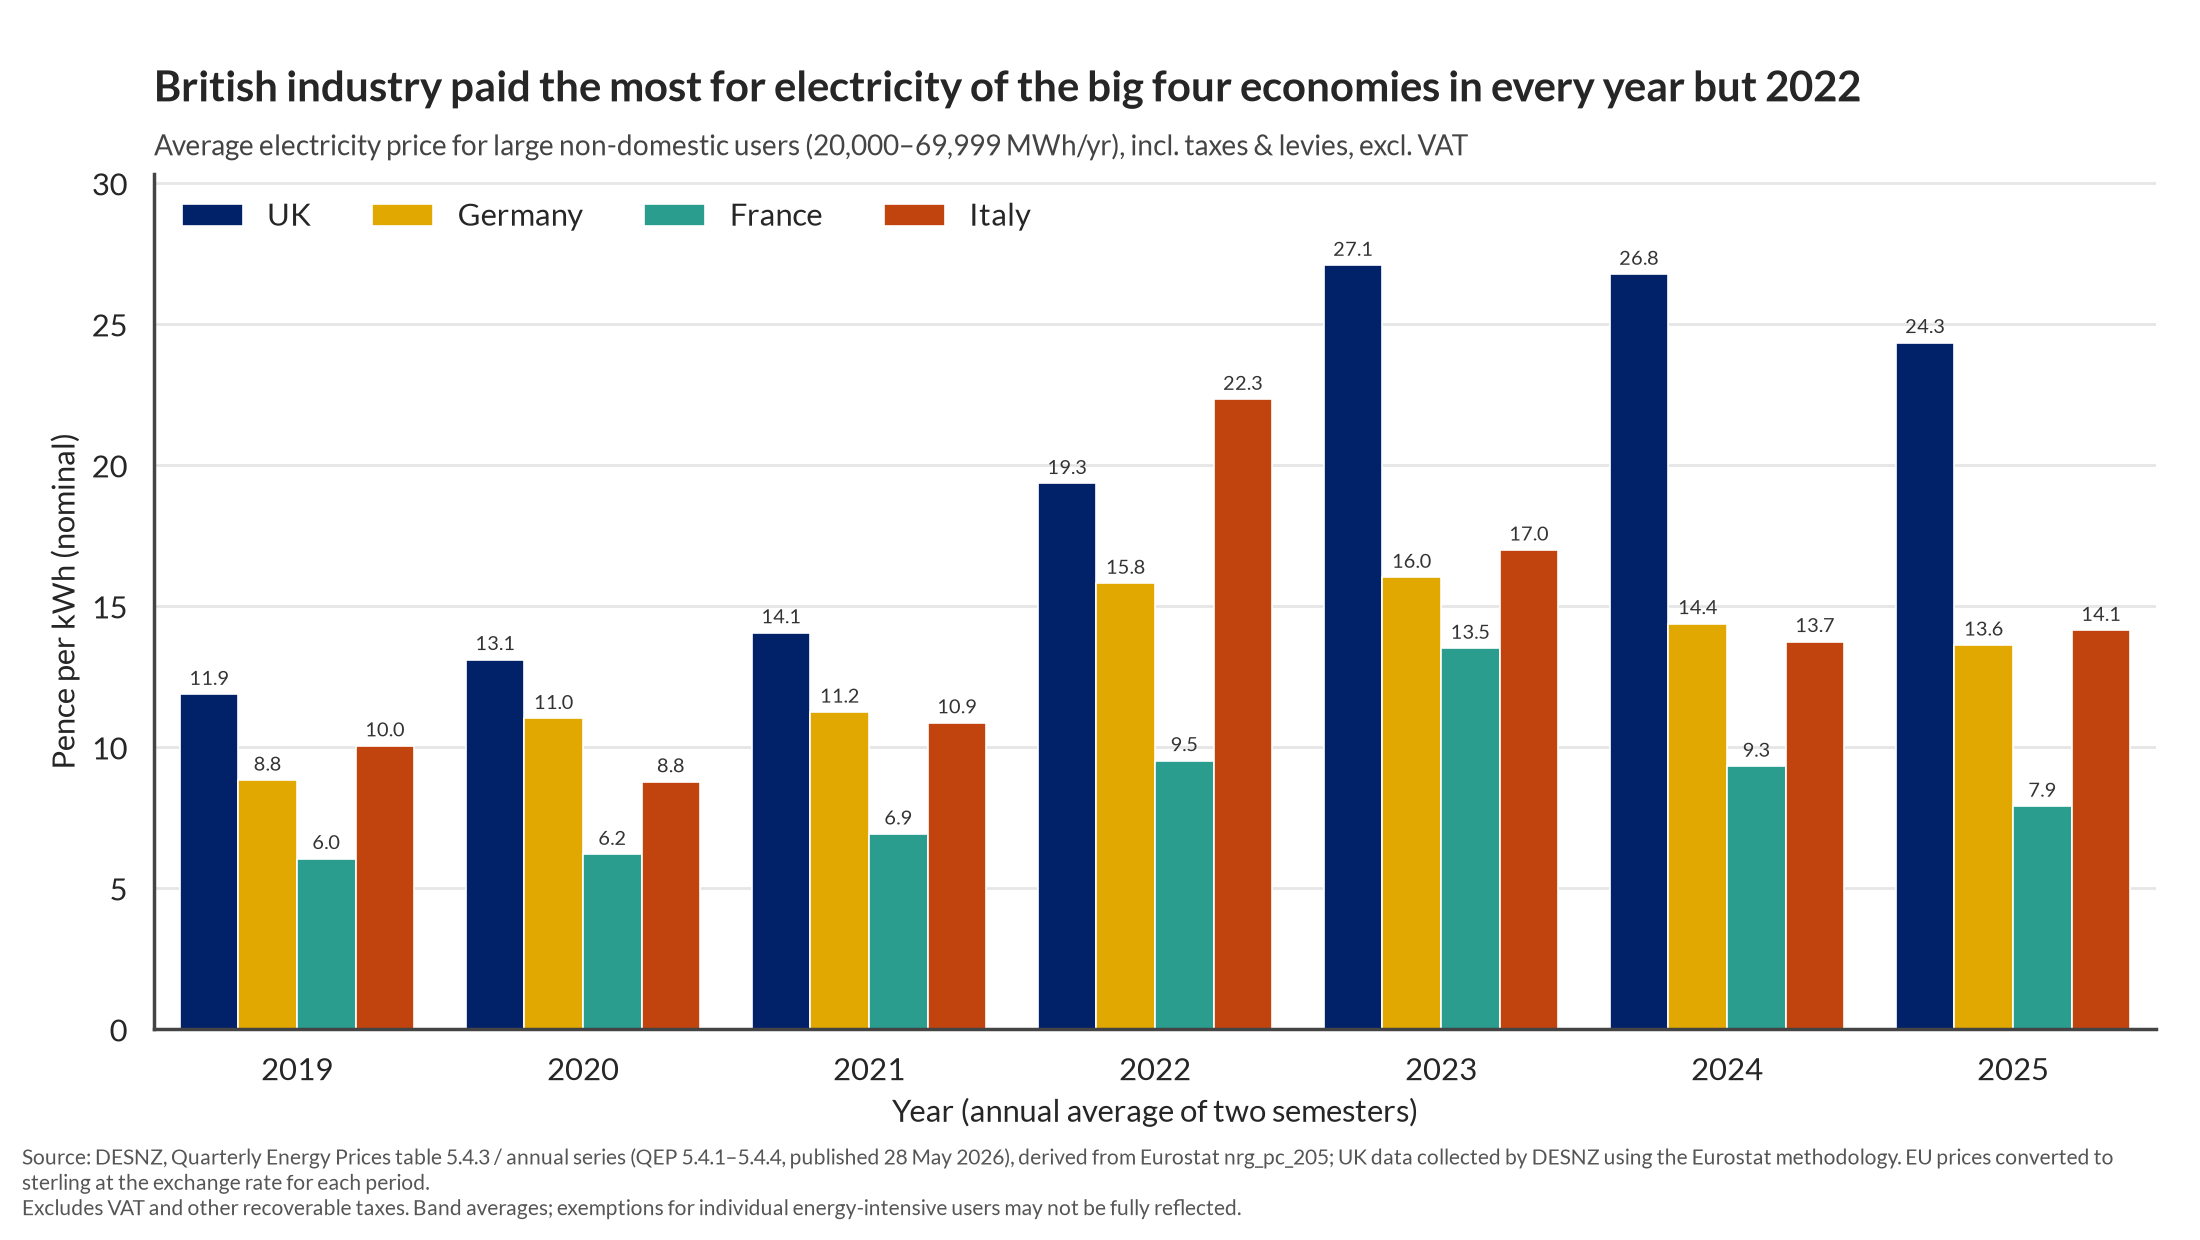 British industry paid the most for electricity of the big four economies in every year but 2022
Average electricity price for large non-domestic users (20,000–69,999 MWh/yr), incl. taxes & levies, excl. VAT
30
25
20
15
10
5
0
Pence per kWh (nominal)
UK Germany France Italy
11.9 8.8 6.0 10.0
13.1 11.0 6.2 8.8
14.1 11.2 6.9 10.9
19.3 15.8 9.5 22.3
27.1 16.0 13.5 17.0
26.8 14.4 9.3 13.7
24.3 13.6 7.9 14.1
2019 2020 2021 2022 2023 2024 2025
Year (annual average of two semesters)
Source: DESNZ, Quarterly Energy Prices table 5.4.3 / annual series (QEP 5.4.1–5.4.4, published 28 May 2026), derived from Eurostat nrg_pc_205; UK data collected by DESNZ using the Eurostat methodology. EU prices converted to
sterling at the exchange rate for each period.
Excludes VAT and other recoverable taxes. Band averages; exemptions for individual energy-intensive users may not be fully reflected.